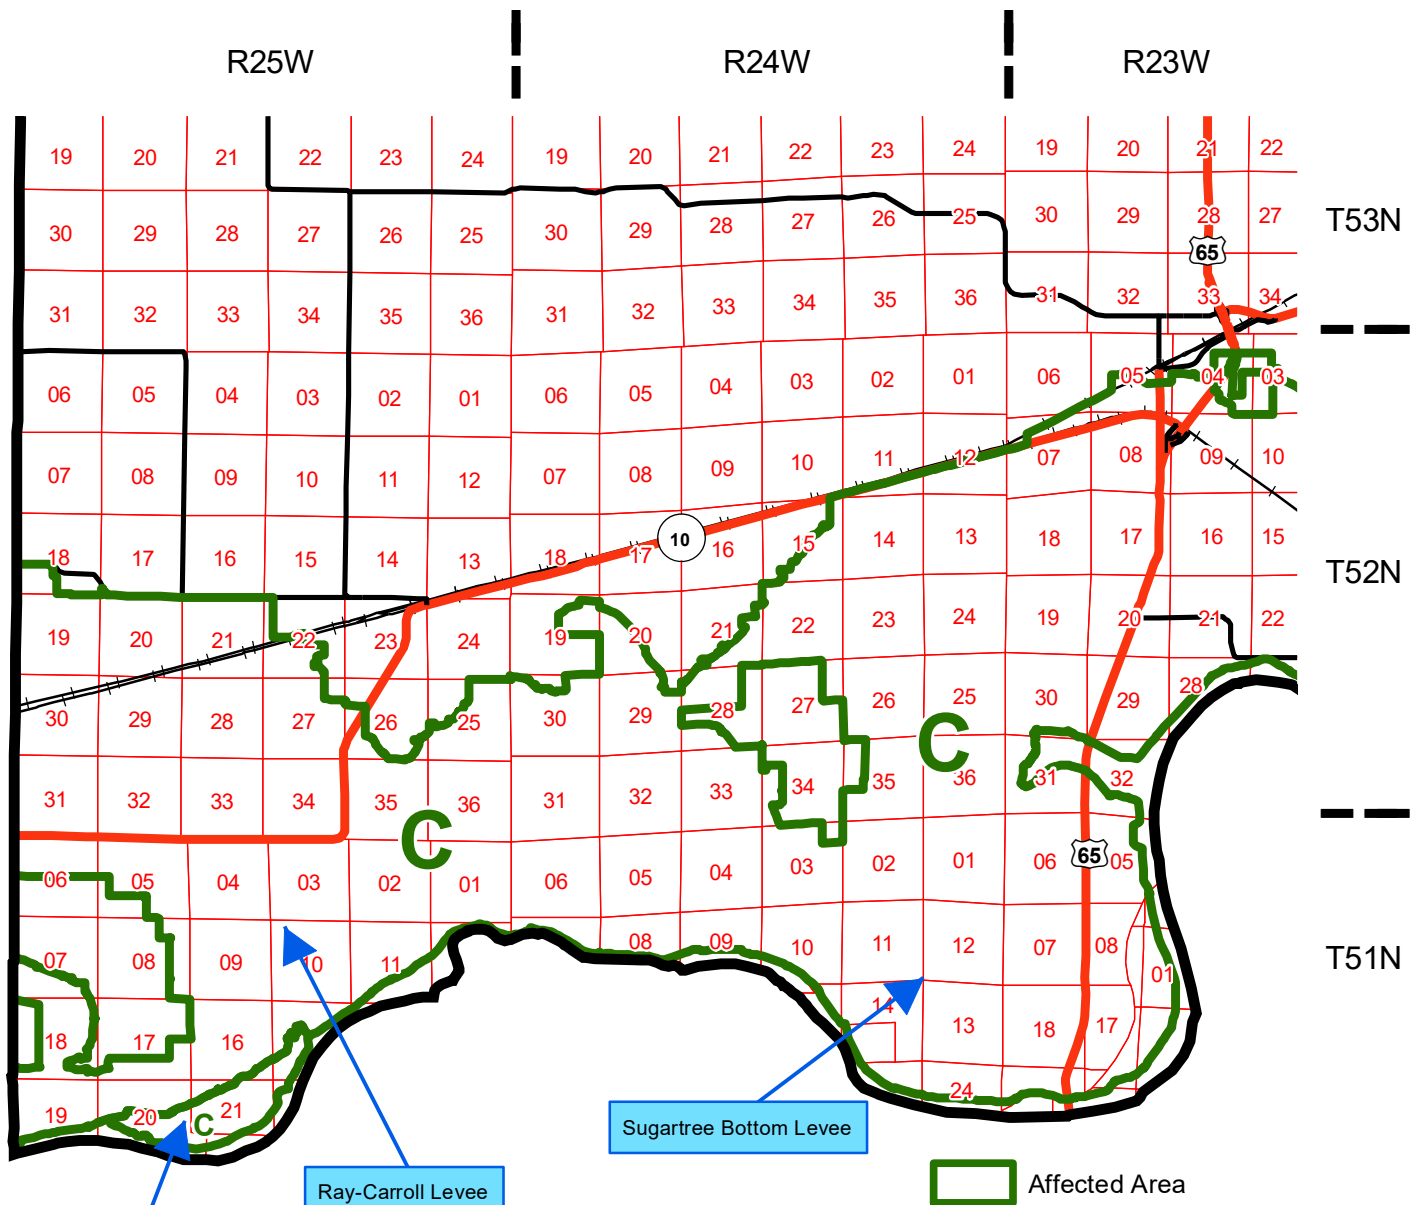 R25W R24W R23W
19 20 21 22 23 24 19 20 21 22 23 24 19 20 21 22
30 29 28 27 26 25 30 29 28 27 26 25 30 29 28 27 T53N
65
31 32 33 34 35 36 31 32 33 34 35 36 31 32 33 34
06 05 04 03 02 01 06 05 04 03 02 01 06 05 04 03
07 08 09 10 11 12 07 08 09 10 11 12 07 08 09 10
18 17 16 15 14 13 18 17 10 16 15 14 13 18 17 16 15
T52N
19 20 21 22 23 24 19 20 21 22 23 24 19 20 21 22
30 29 28 27 26 25 30 29 28 27 26 25 30 29 28
C
31 32 33 34 35 36 31 32 33 34 35 36 31 32
C
06 05 04 03 02 01 06 05 04 03 02 01 06 65 05
07 08 09 10 11 08 09 10 11 12 07 08 01 T51N
18 17 16 14 13 18 17
19 20 C 21 24
Sugartree Bottom Levee
Ray-Carroll Levee
Affected Area